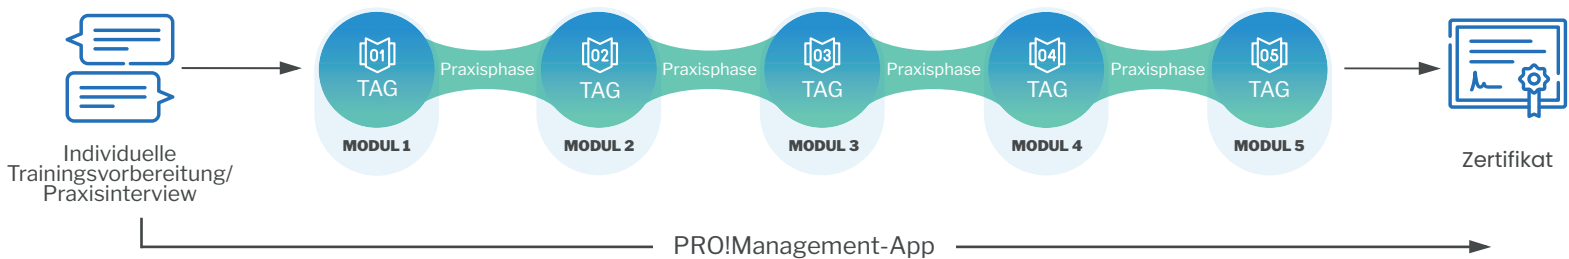 Individuelle
Trainingsvorbereitung/
Praxisinterview
01
TAG
MODUL 1
Praxisphase
02
TAG
MODUL 2
Praxisphase
03
TAG
MODUL 3
Praxisphase
04
TAG
MODUL 4
Praxisphase
05
TAG
MODUL 5
Zertifikat
PRO!Management-App